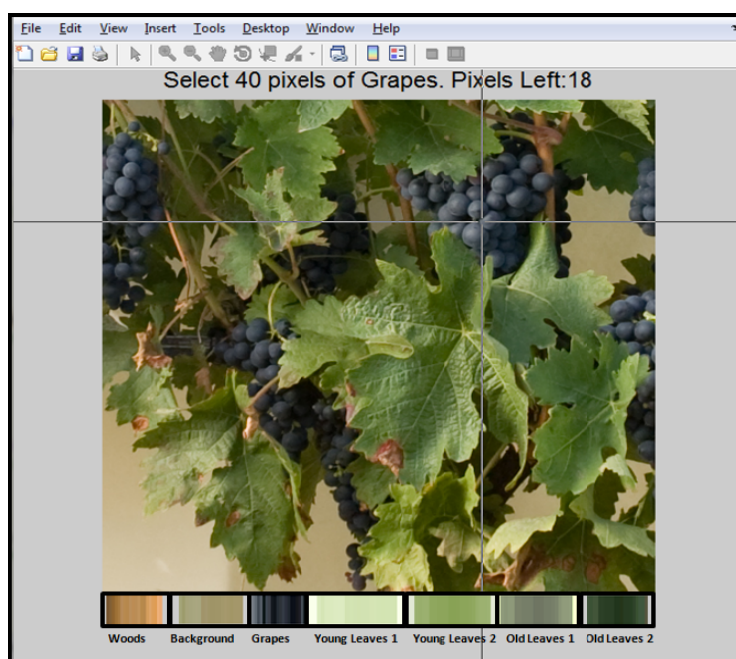 File Edit View Insert Tools Desktop Window Help
Select 40 pixels of Grapes. Pixels Left:18
Woods Background Grapes Young Leaves 1 Young Leaves 2 Old Leaves 1 Old Leaves 2